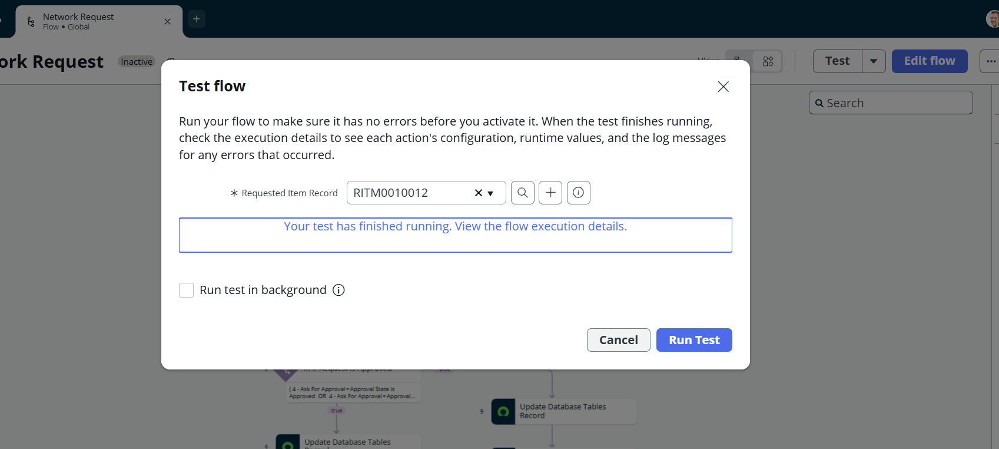 Network Request
Flow • Global
ork Request
Inactive
View:
Test
Edit flow
Search
Test flow
Run your flow to make sure it has no errors before you activate it. When the test finishes running,
check the execution details to see each action's configuration, runtime values, and the log messages
for any errors that occurred.
* Requested Item Record
RITM0010012
Your test has finished running. View the flow execution details.
Run test in background
Cancel
Run Test
Request is Approved
( 4 - Ask For Approval➛Approval State is
Approved OR 4 - Ask For Approval➛Approval...
true
9
Update Database Tables
Record
6
Update Database Tables
Record